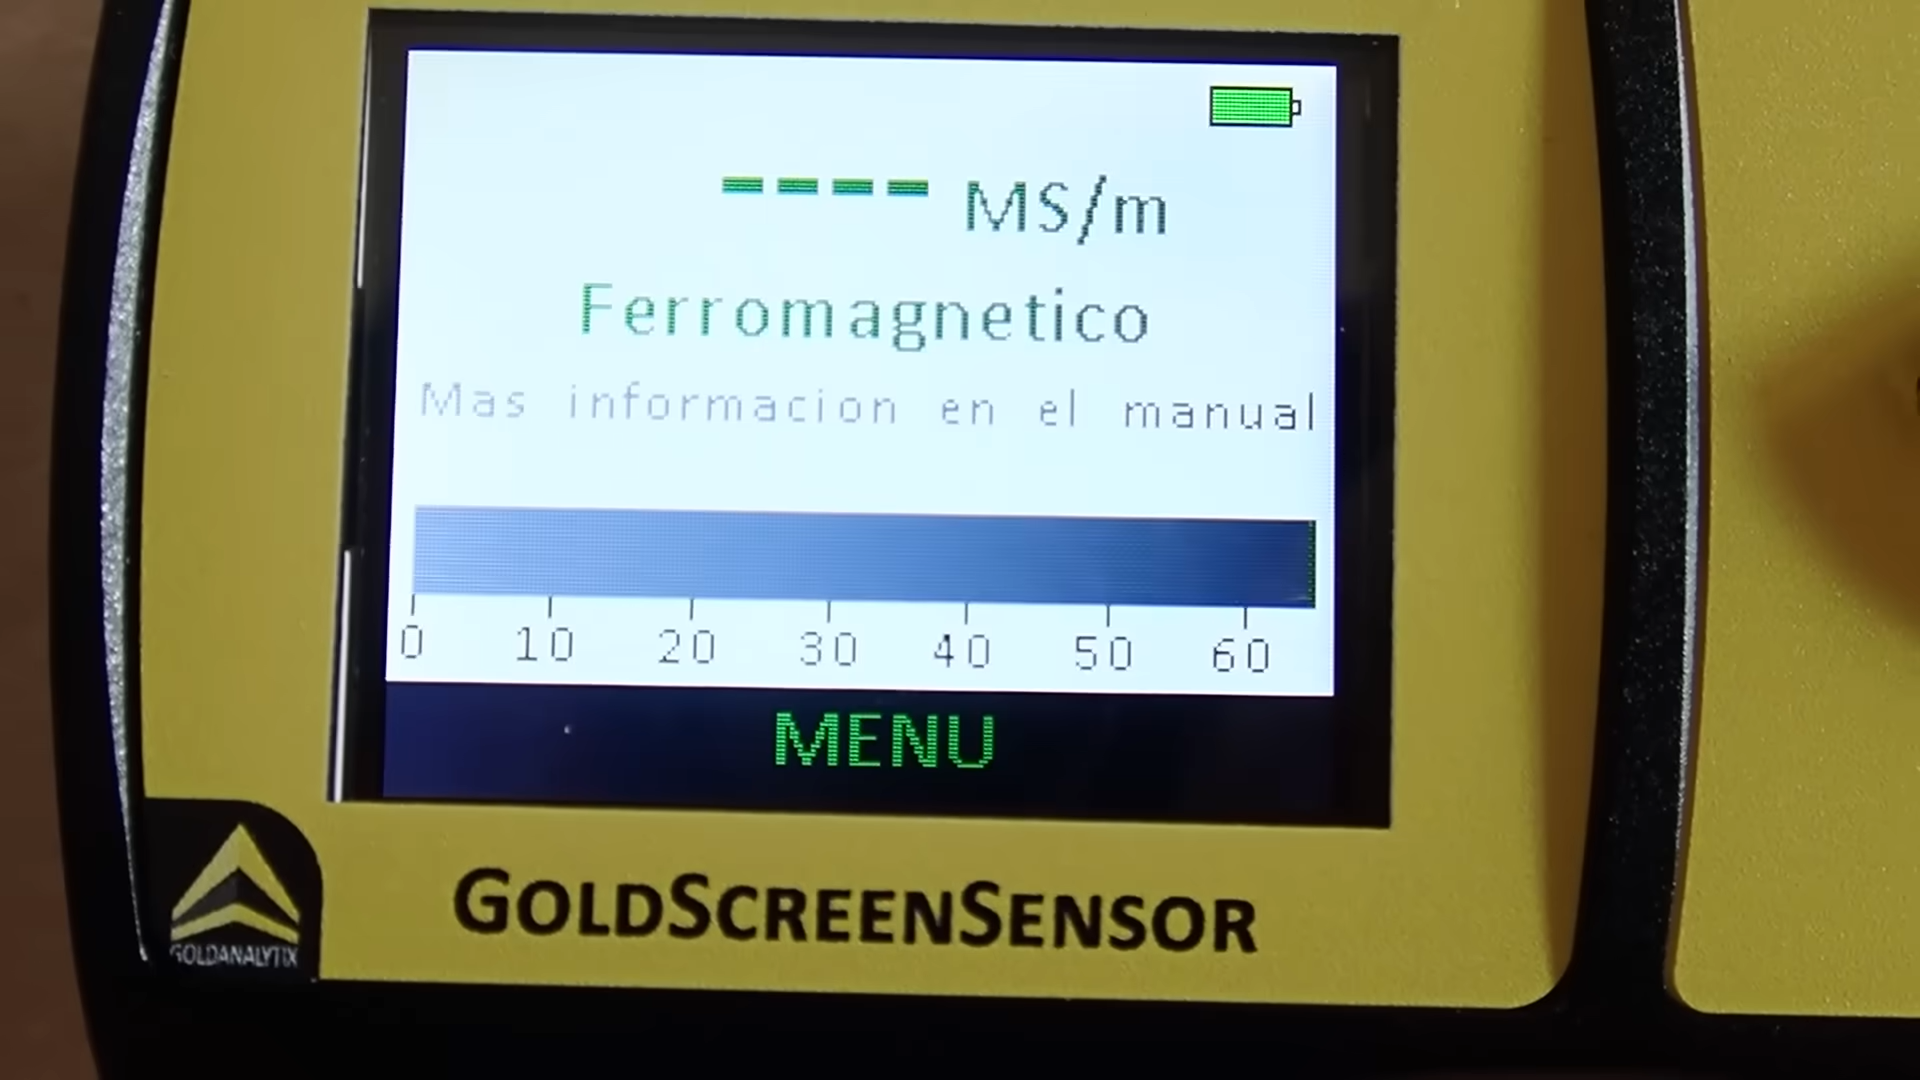 ---- MS/m
Ferromagnetico
Mas informacion en el manual
0 10 20 30 40 50 60
MENU
GOLDSCREENSENSOR
GOLDANALYTIX